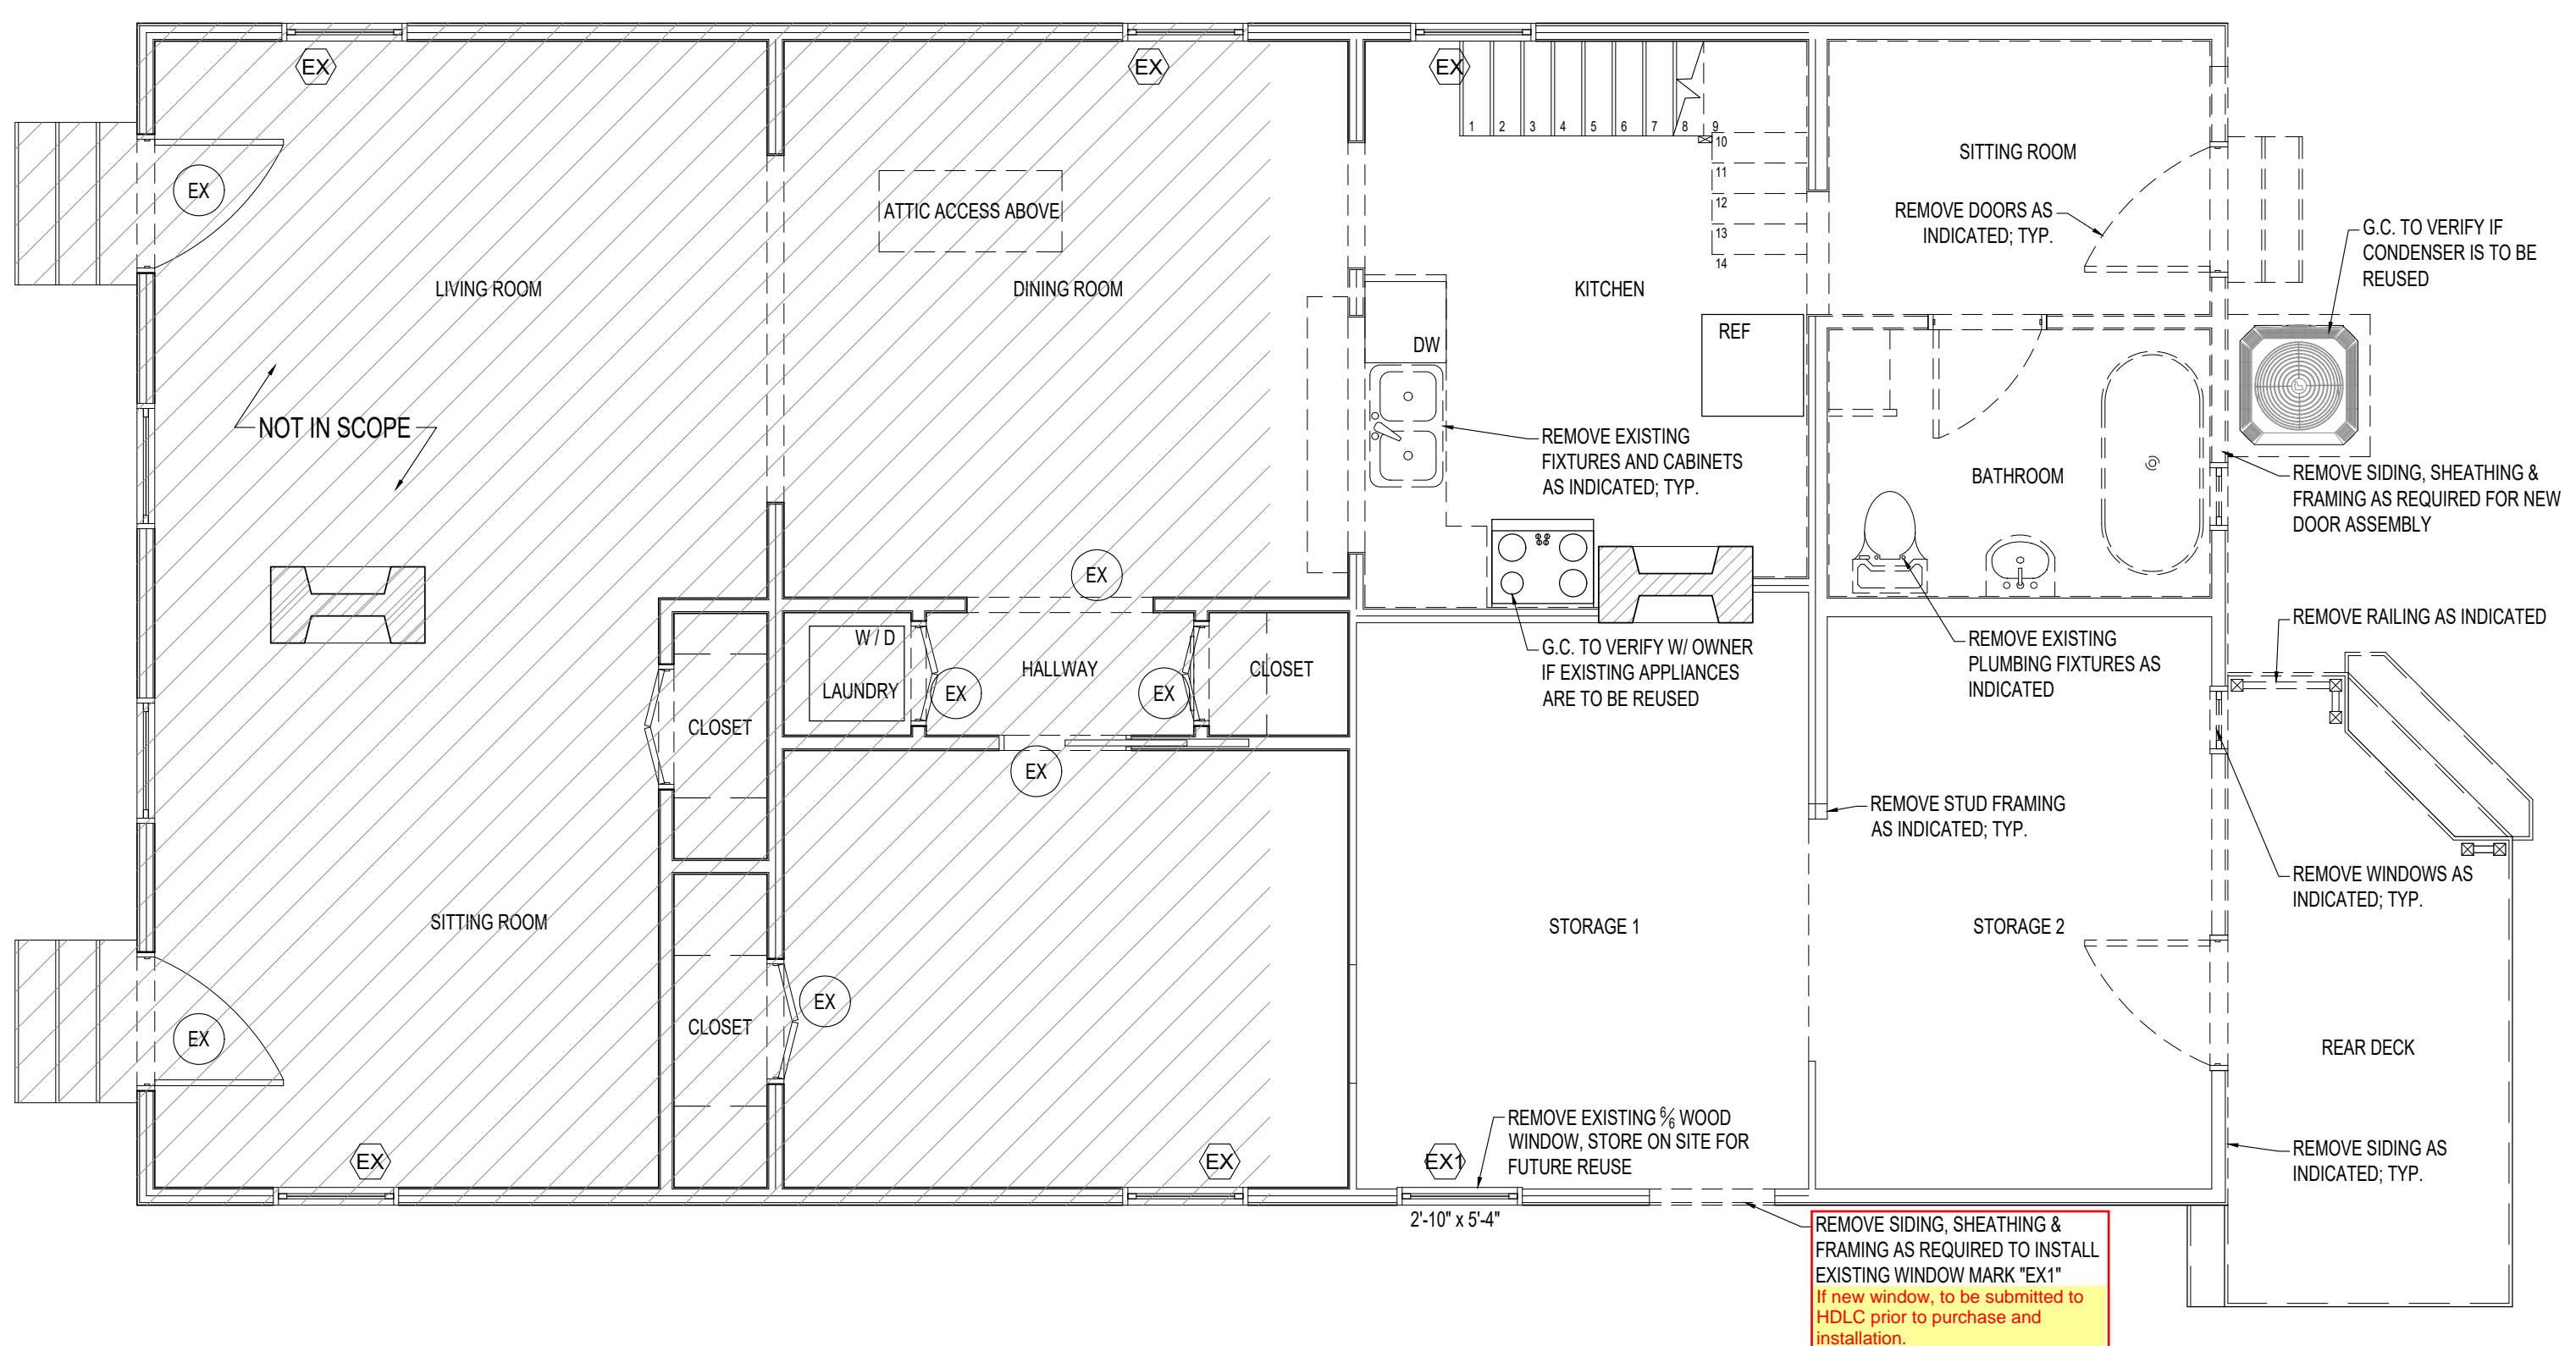 EX
EX
EX
1
2
3
4
5
6
7
8
9
10
11
12
13
14
SITTING ROOM
EX
ATTIC ACCESS ABOVE
REMOVE DOORS AS
INDICATED; TYP.
G.C. TO VERIFY IF
CONDENSER IS TO BE
REUSED
LIVING ROOM
DINING ROOM
KITCHEN
DW
REF
NOT IN SCOPE
REMOVE EXISTING
FIXTURES AND CABINETS
AS INDICATED; TYP.
BATHROOM
REMOVE SIDING, SHEATHING &
FRAMING AS REQUIRED FOR NEW
DOOR ASSEMBLY
EX
REMOVE RAILING AS INDICATED
W / D
LAUNDRY
EX
HALLWAY
EX
CLOSET
G.C. TO VERIFY W/ OWNER
IF EXISTING APPLIANCES
ARE TO BE REUSED
REMOVE EXISTING
PLUMBING FIXTURES AS
INDICATED
CLOSET
EX
REMOVE STUD FRAMING
AS INDICATED; TYP.
REMOVE WINDOWS AS
INDICATED; TYP.
SITTING ROOM
STORAGE 1
STORAGE 2
EX
CLOSET
EX
REAR DECK
REMOVE EXISTING 6/6 WOOD
WINDOW, STORE ON SITE FOR
FUTURE REUSE
EX
EX
EX1
REMOVE SIDING AS
INDICATED; TYP.
2'-10" x 5'-4"
REMOVE SIDING, SHEATHING &
FRAMING AS REQUIRED TO INSTALL
EXISTING WINDOW MARK "EX1"
If new window, to be submitted to
HDLC prior to purchase and
installation.